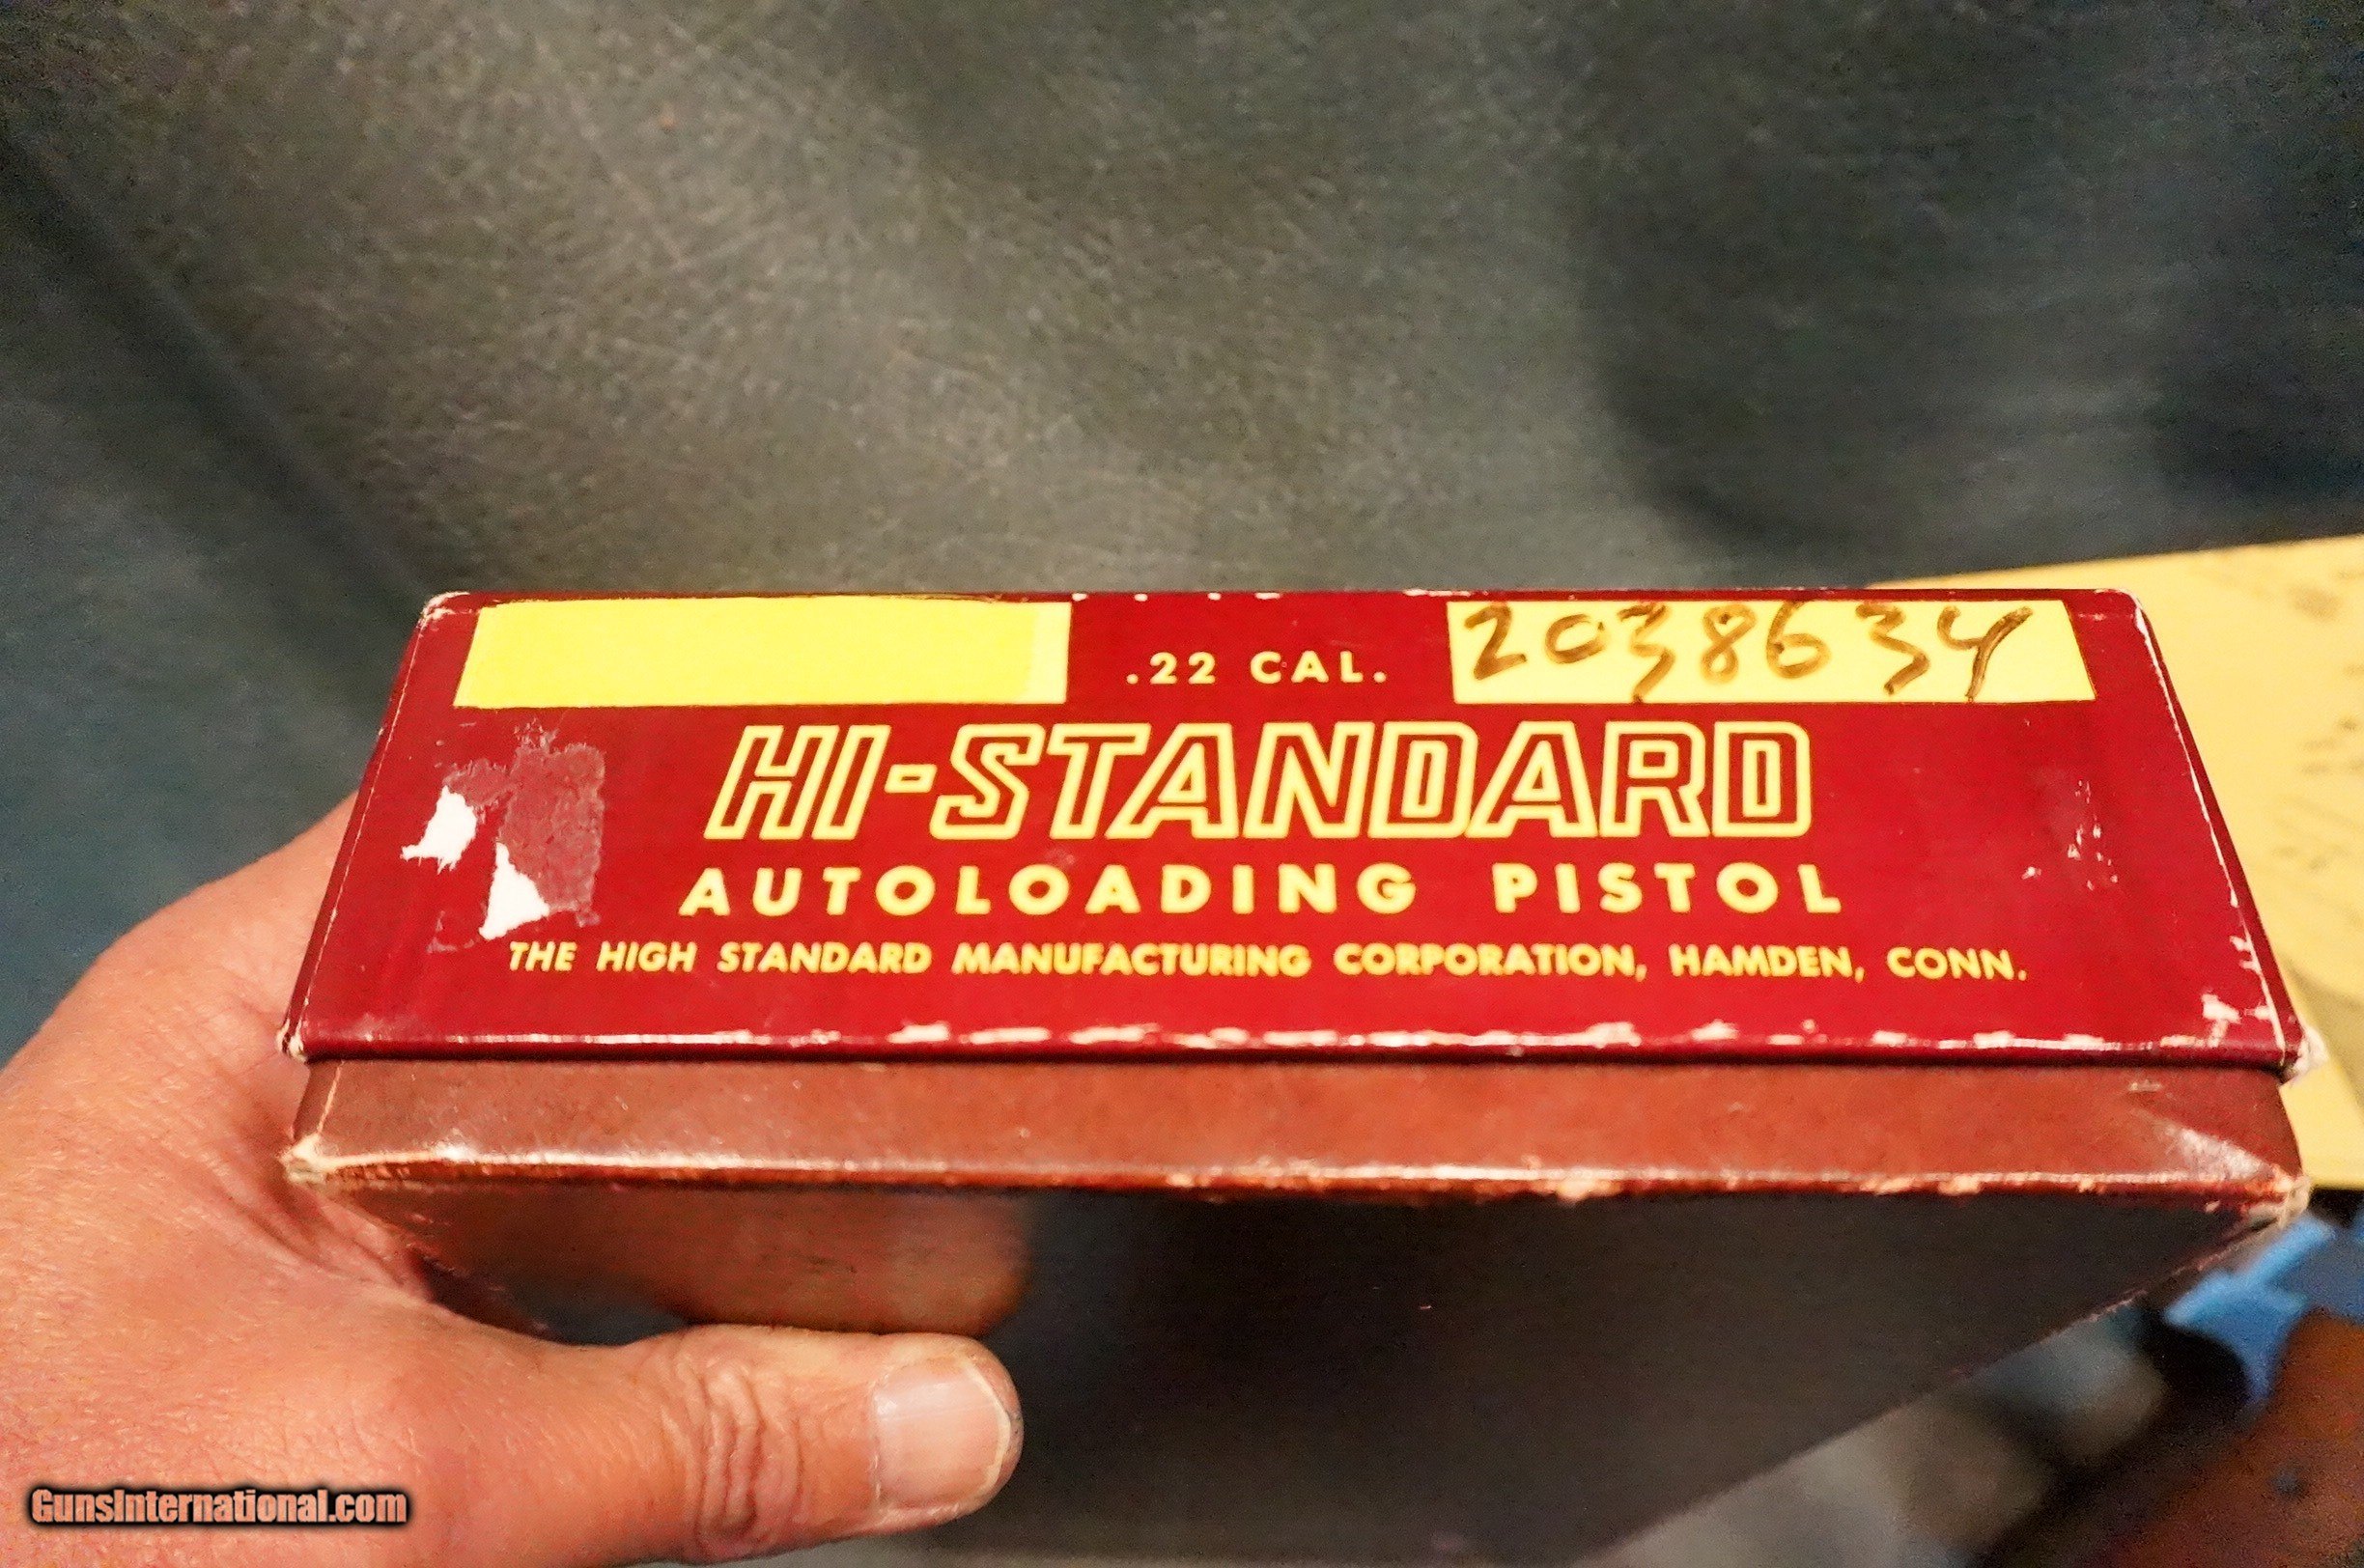 .22 CAL. 2038634
HI-STANDARD
AUTOLOADING PISTOL
THE HIGH STANDARD MANUFACTURING CORPORATION, HAMDEN, CONN.
GunsInternational.com